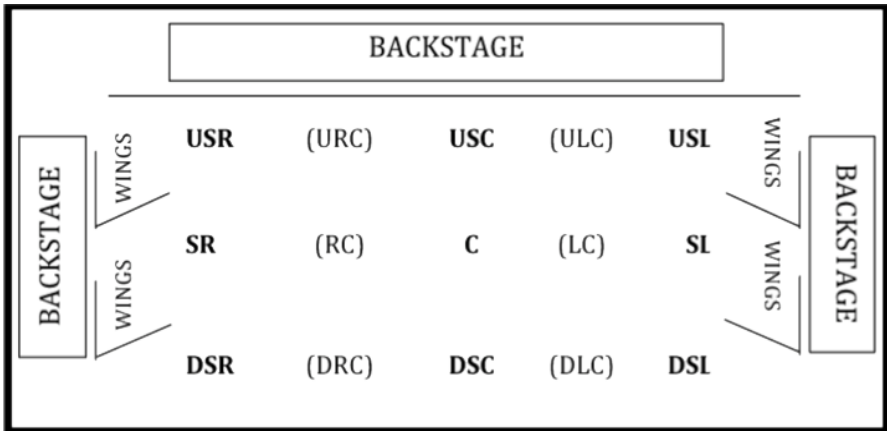 BACKSTAGE
USR (URC) USC (ULC) USL
WINGS
WINGS
BACKSTAGE
BACKSTAGE
SR (RC) C (LC) SL
WINGS
WINGS
DSR (DRC) DSC (DLC) DSL